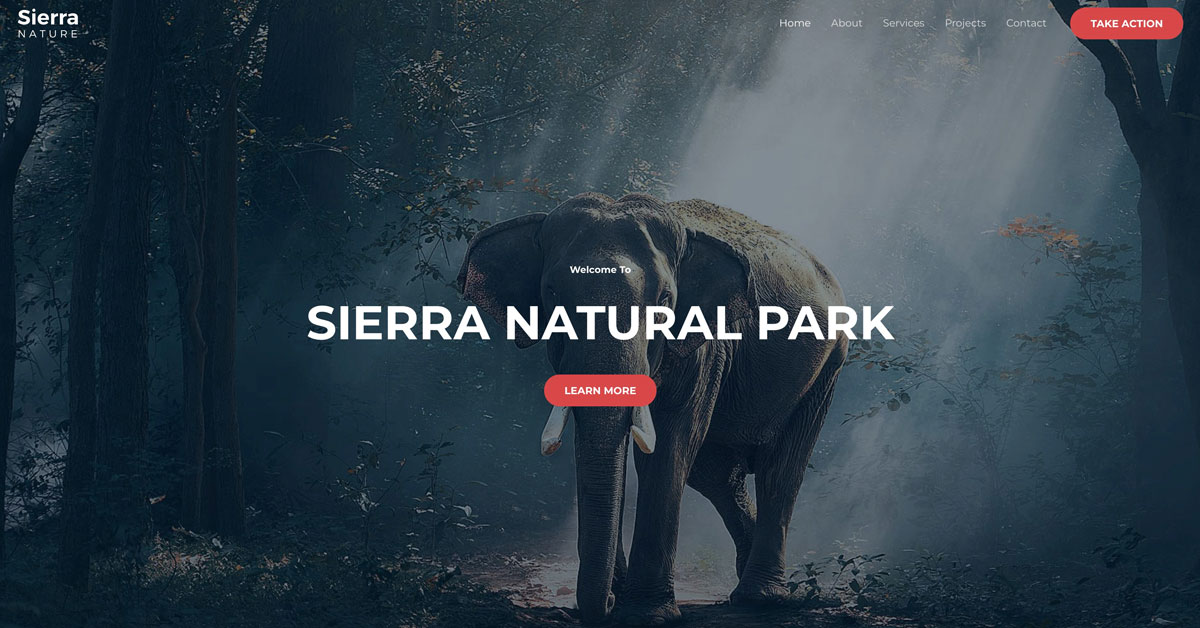 Sierra
NATURE
Home About Services Projects Contact TAKE ACTION
Welcome To
SIERRA NATURAL PARK
LEARN MORE